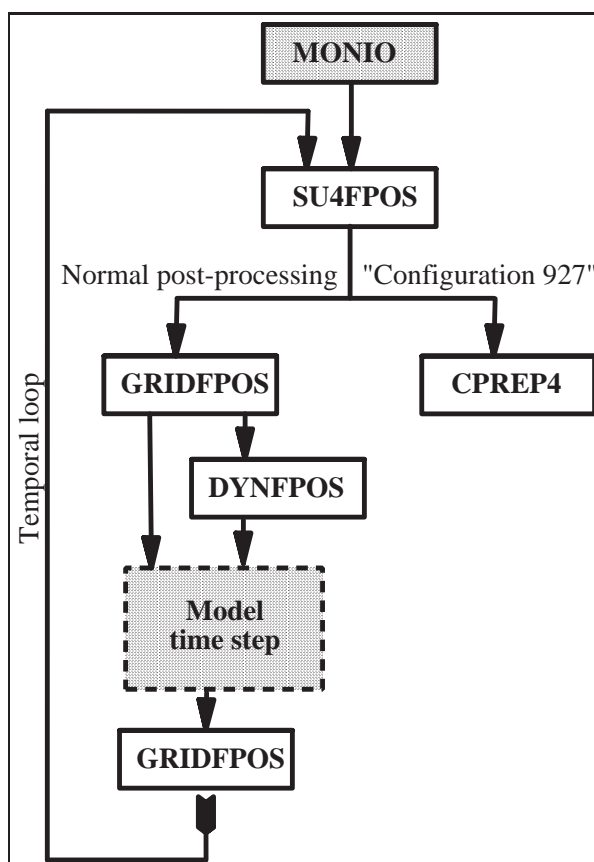 MONIO
SU4FPOS
Normal post-processing
"Configuration 927"
GRIDFPOS
CPREP4
DYNFPOS
Temporal loop
Model
time step
GRIDFPOS